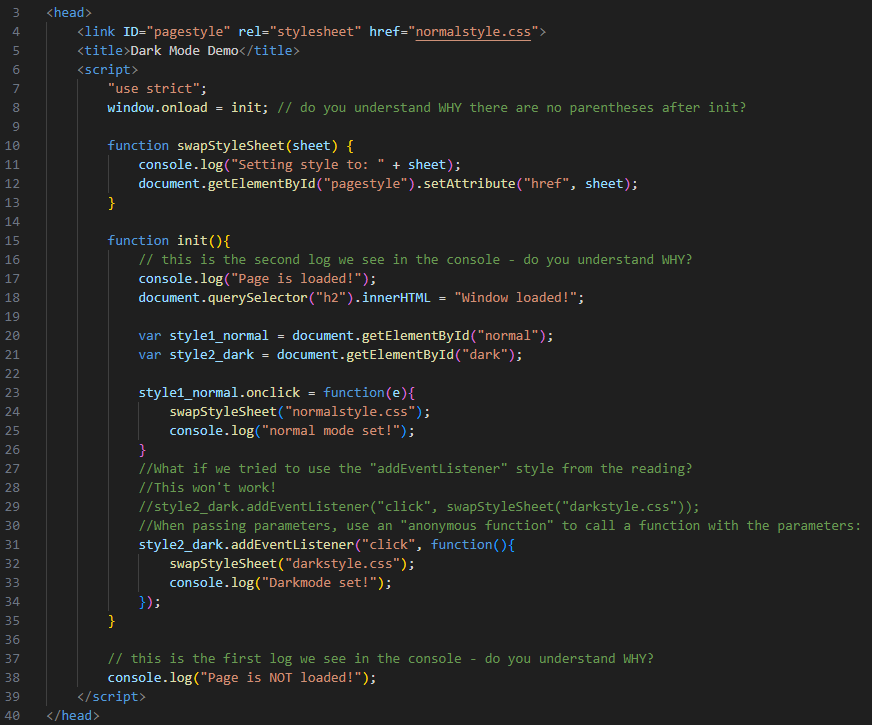 3 <head>
4 <link ID="pagestyle" rel="stylesheet" href="normalstyle.css">
5 <title>Dark Mode Demo</title>
6 <script>
7 "use strict";
8 window.onload = init; // do you understand WHY there are no parentheses after init?
9
10 function swapStyleSheet(sheet) {
11 console.log("Setting style to: " + sheet);
12 document.getElementById("pagestyle").setAttribute("href", sheet);
13 }
14
15 function init(){
16 // this is the second log we see in the console - do you understand WHY?
17 console.log("Page is loaded!");
18 document.querySelector("h2").innerHTML = "Window loaded!";
19
20 var style1_normal = document.getElementById("normal");
21 var style2_dark = document.getElementById("dark");
22
23 style1_normal.onclick = function(e){
24 swapStyleSheet("normalstyle.css");
25 console.log("normal mode set!");
26 }
27 //What if we tried to use the "addEventListener" style from the reading?
28 //This won't work!
29 //style2_dark.addEventListener("click", swapStyleSheet("darkstyle.css"));
30 //When passing parameters, use an "anonymous function" to call a function with the parameters:
31 style2_dark.addEventListener("click", function(){
32 swapStyleSheet("darkstyle.css");
33 console.log("Darkmode set!");
34 });
35 }
36
37 // this is the first log we see in the console - do you understand WHY?
38 console.log("Page is NOT loaded!");
39 </script>
40 </head>